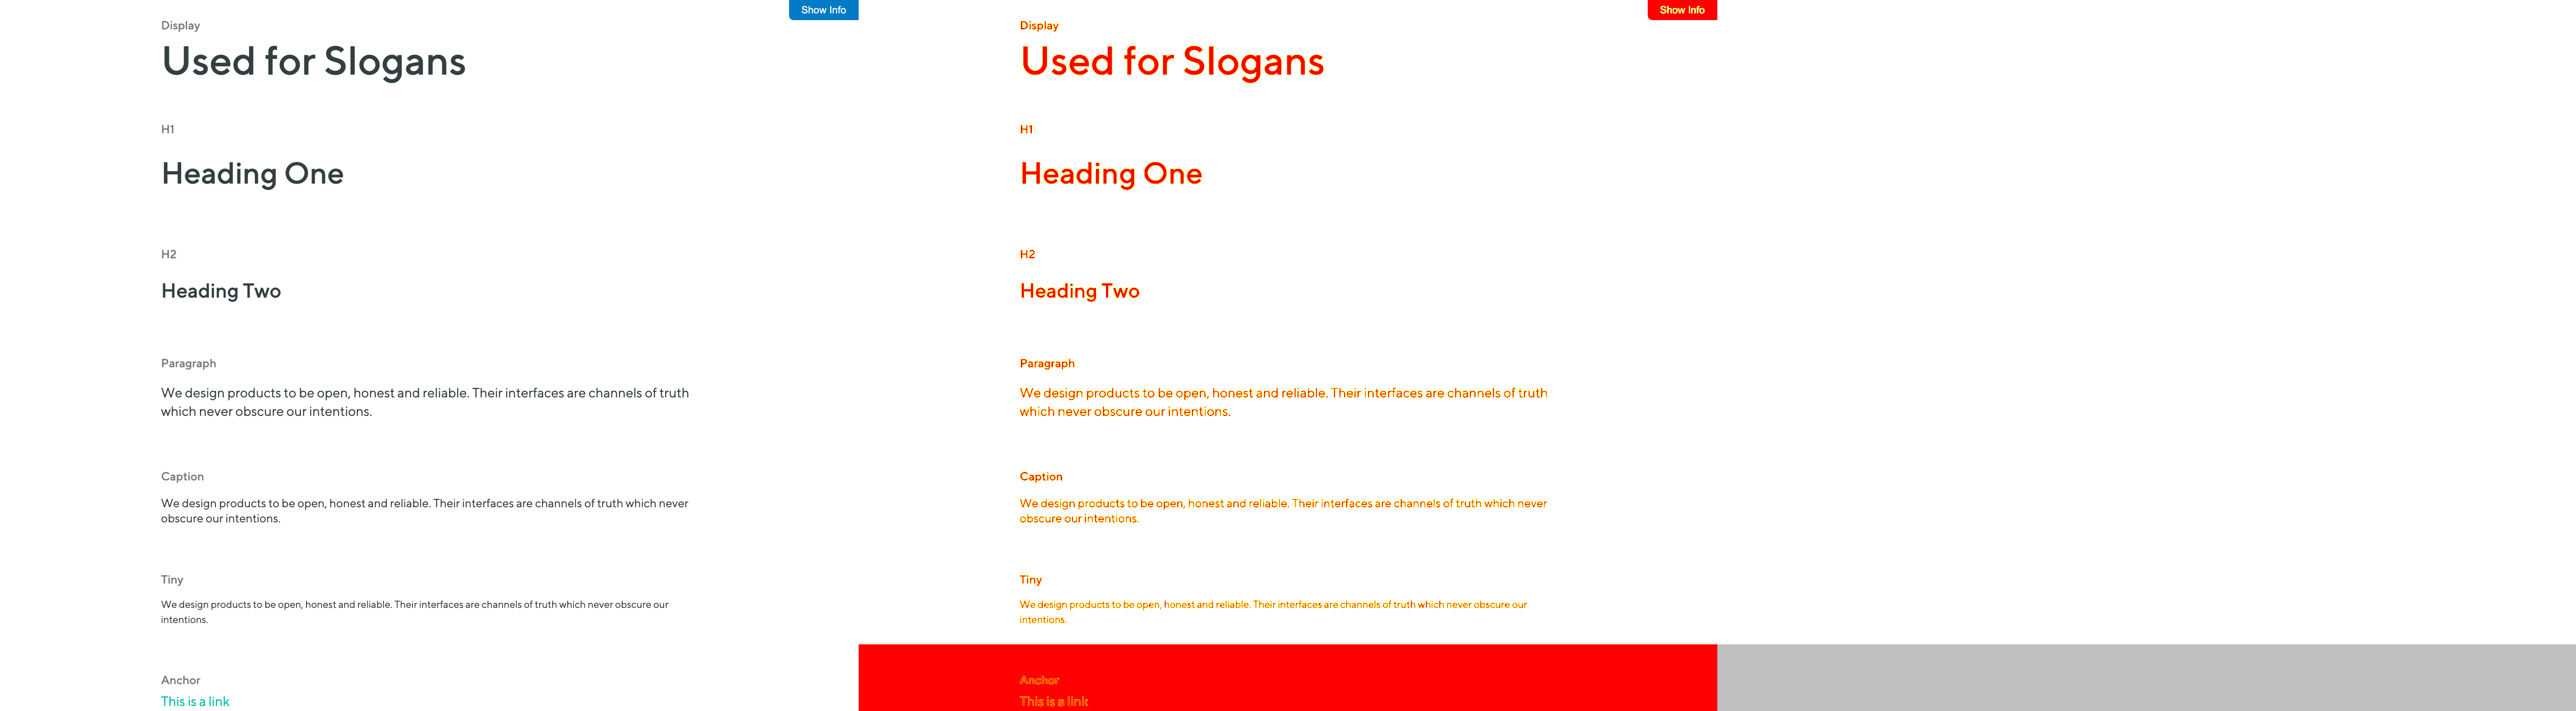 Show Info
Display
Used for Slogans
H1
Heading One
H2
Heading Two
Paragraph
We design products to be open, honest and reliable. Their interfaces are channels of truth
which never obscure our intentions.
Caption
We design products to be open, honest and reliable. Their interfaces are channels of truth which never
obscure our intentions.
Tiny
We design products to be open, honest and reliable. Their interfaces are channels of truth which never obscure our
intentions.
Anchor
This is a link
Show Info
Display
Used for Slogans
H1
Heading One
H2
Heading Two
Paragraph
We design products to be open, honest and reliable. Their interfaces are channels of truth
which never obscure our intentions.
Caption
We design products to be open, honest and reliable. Their interfaces are channels of truth which never
obscure our intentions.
Tiny
We design products to be open, honest and reliable. Their interfaces are channels of truth which never obscure our
intentions.
Anchor
This is a link